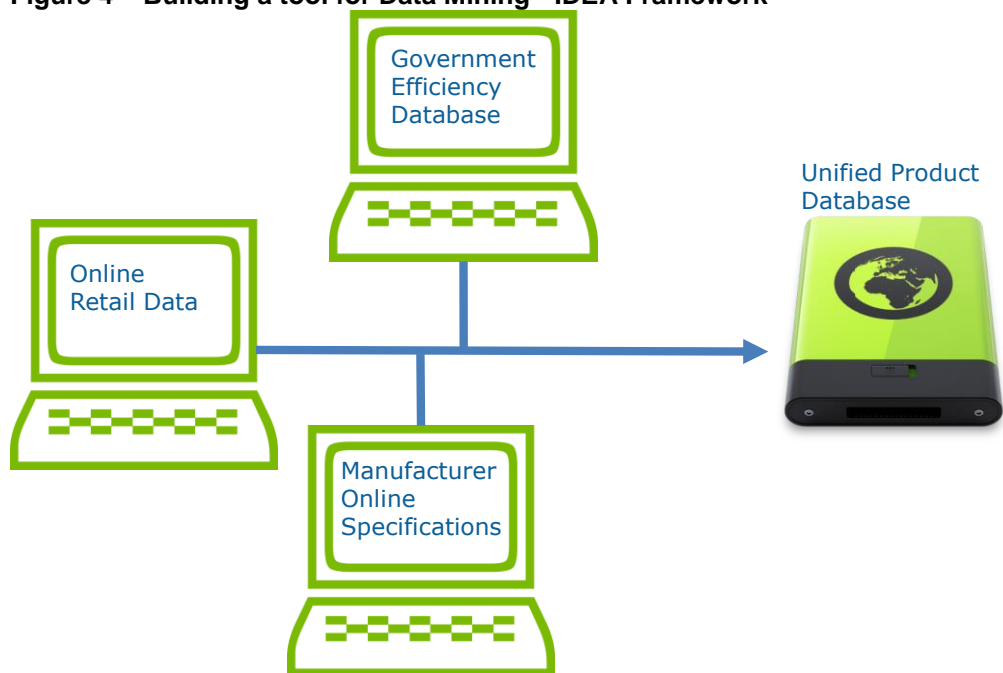 Figure 4 – Building a tool for Data Mining - IDEA Framework
Government
Efficiency
Database
Unified Product
Database
Online
Retail Data
Manufacturer
Online
Specifications